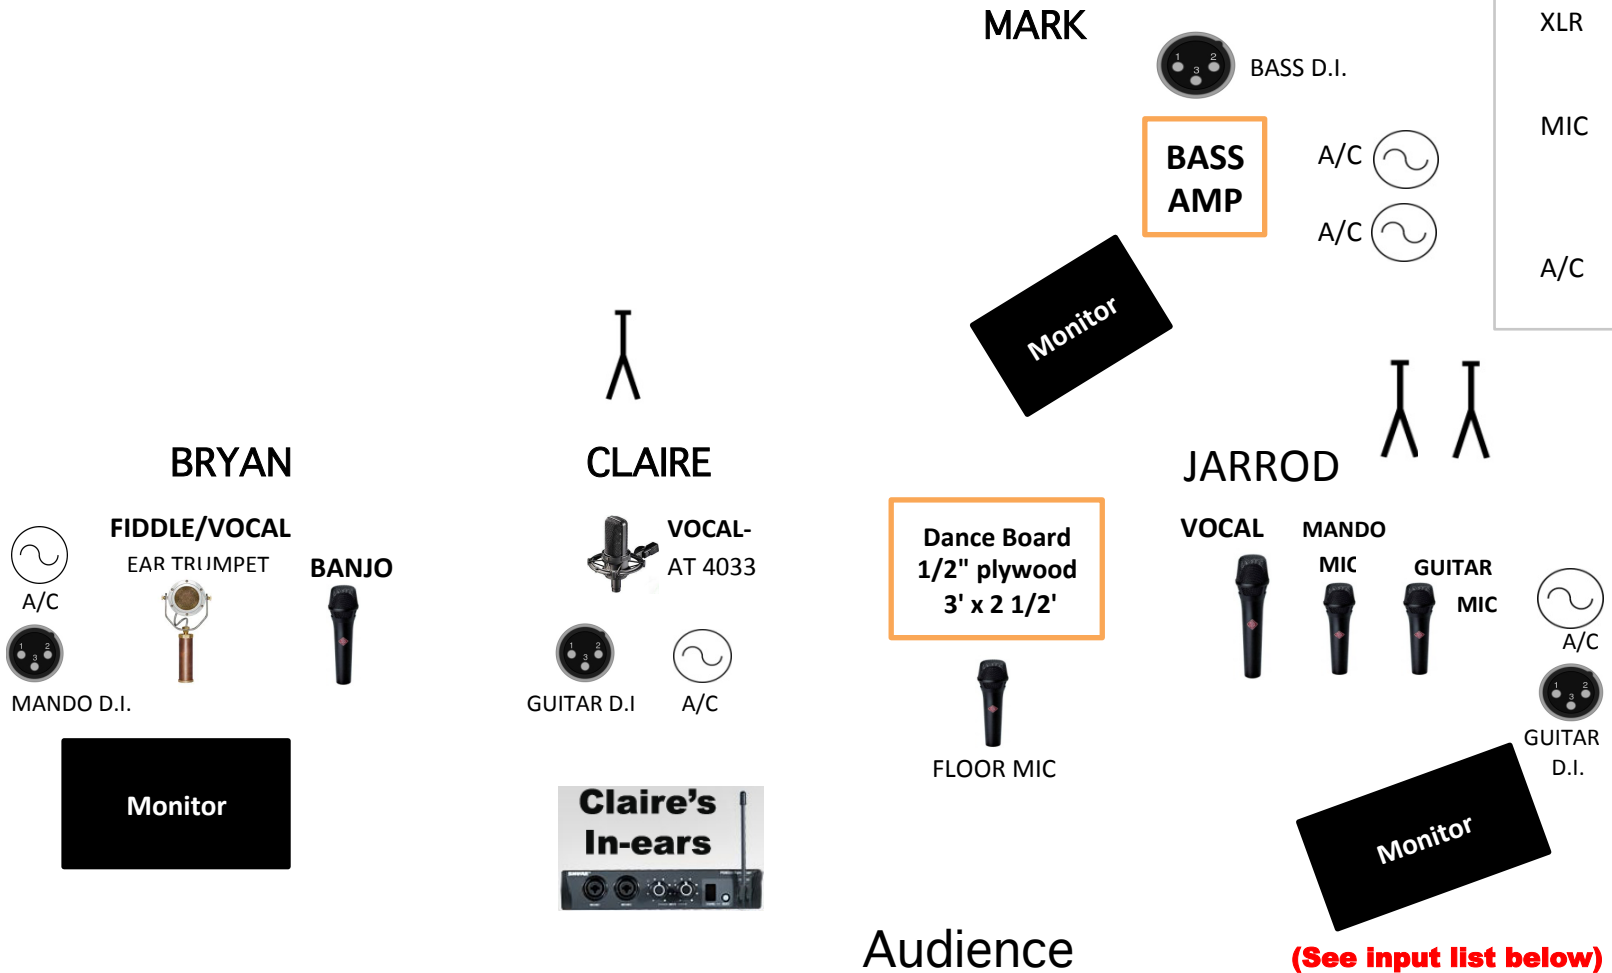 MARK
XLR
BASS D.I.
MIC
BASS
AMP
A/C
A/C
A/C
Monitor
BRYAN
CLAIRE
JARROD
FIDDLE/VOCAL
EAR TRUMPET
BANJO
A/C
MANDO D.I.
VOCAL-
AT 4033
GUITAR D.I
A/C
Dance Board
1/2" plywood
3' x 2 1/2'
FLOOR MIC
VOCAL
MANDO
MIC
GUITAR
MIC
A/C
GUITAR
D.I.
Monitor
Claire's
In-ears
SHURE
Monitor
Audience
(See input list below)